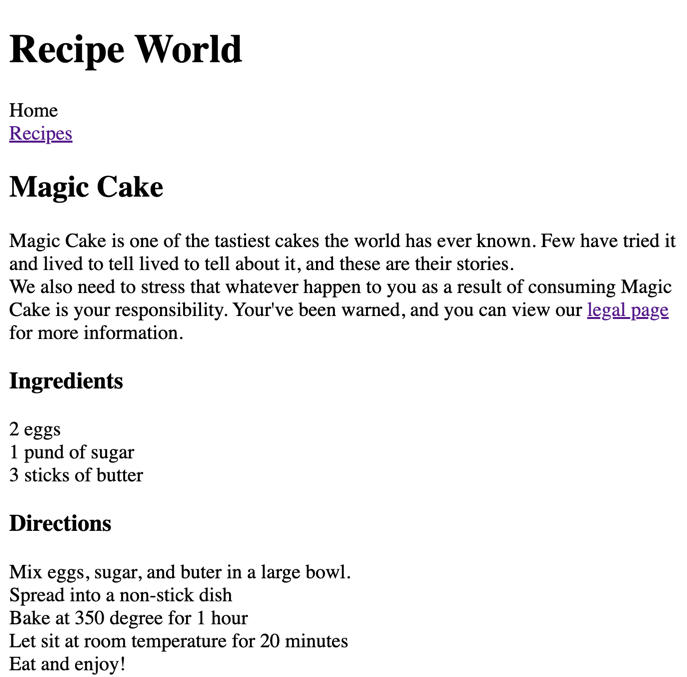 Recipe World
Home
Recipes
Magic Cake
Magic Cake is one of the tastiest cakes the world has ever known. Few have tried it
and lived to tell lived to tell about it, and these are their stories.
We also need to stress that whatever happen to you as a result of consuming Magic
Cake is your responsibility. Your've been warned, and you can view our legal page
for more information.
Ingredients
2 eggs
1 pund of sugar
3 sticks of butter
Directions
Mix eggs, sugar, and buter in a large bowl.
Spread into a non-stick dish
Bake at 350 degree for 1 hour
Let sit at room temperature for 20 minutes
Eat and enjoy!